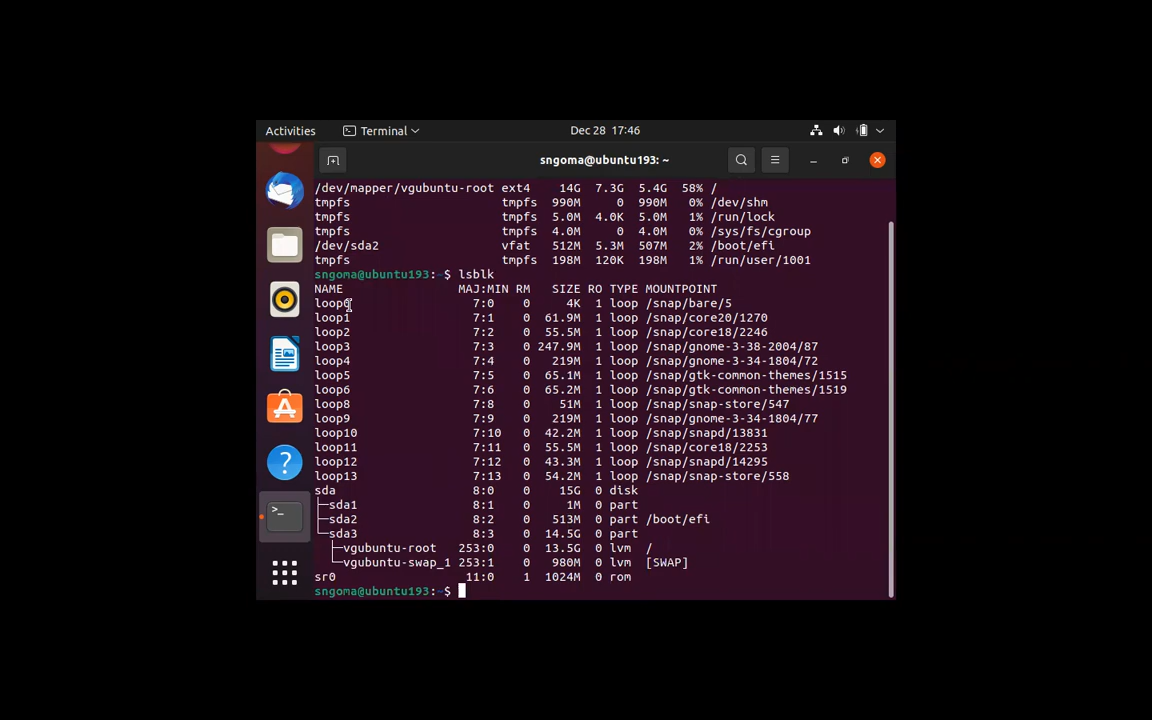 Activities Terminal Dec 28 17:46
sngoma@ubuntu193: ~
/dev/mapper/vgubuntu-root ext4 14G 7.3G 5.4G 58% /
tmpfs tmpfs 990M 0 990M 0% /dev/shm
tmpfs tmpfs 5.0M 4.0K 5.0M 1% /run/lock
tmpfs tmpfs 4.0M 0 4.0M 0% /sys/fs/cgroup
/dev/sda2 vfat 512M 5.3M 507M 2% /boot/efi
tmpfs tmpfs 198M 120K 198M 1% /run/user/1001
sngoma@ubuntu193:~$ lsblk
NAME MAJ:MIN RM SIZE RO TYPE MOUNTPOINT
loop0 7:0 0 4K 1 loop /snap/bare/5
loop1 7:1 0 61.9M 1 loop /snap/core20/1270
loop2 7:2 0 55.5M 1 loop /snap/core18/2246
loop3 7:3 0 247.9M 1 loop /snap/gnome-3-38-2004/87
loop4 7:4 0 219M 1 loop /snap/gnome-3-34-1804/72
loop5 7:5 0 65.1M 1 loop /snap/gtk-common-themes/1515
loop6 7:6 0 65.2M 1 loop /snap/gtk-common-themes/1519
loop8 7:8 0 51M 1 loop /snap/snap-store/547
loop9 7:9 0 219M 1 loop /snap/gnome-3-34-1804/77
loop10 7:10 0 42.2M 1 loop /snap/snapd/13831
loop11 7:11 0 55.5M 1 loop /snap/core18/2253
loop12 7:12 0 43.3M 1 loop /snap/snapd/14295
loop13 7:13 0 54.2M 1 loop /snap/snap-store/558
sda 8:0 0 15G 0 disk
├─sda1 8:1 0 1M 0 part
├─sda2 8:2 0 513M 0 part /boot/efi
└─sda3 8:3 0 14.5G 0 part
├─vgubuntu-root 253:0 0 13.5G 0 lvm /
└─vgubuntu-swap_1 253:1 0 980M 0 lvm [SWAP]
sr0 11:0 1 1024M 0 rom
sngoma@ubuntu193:~$